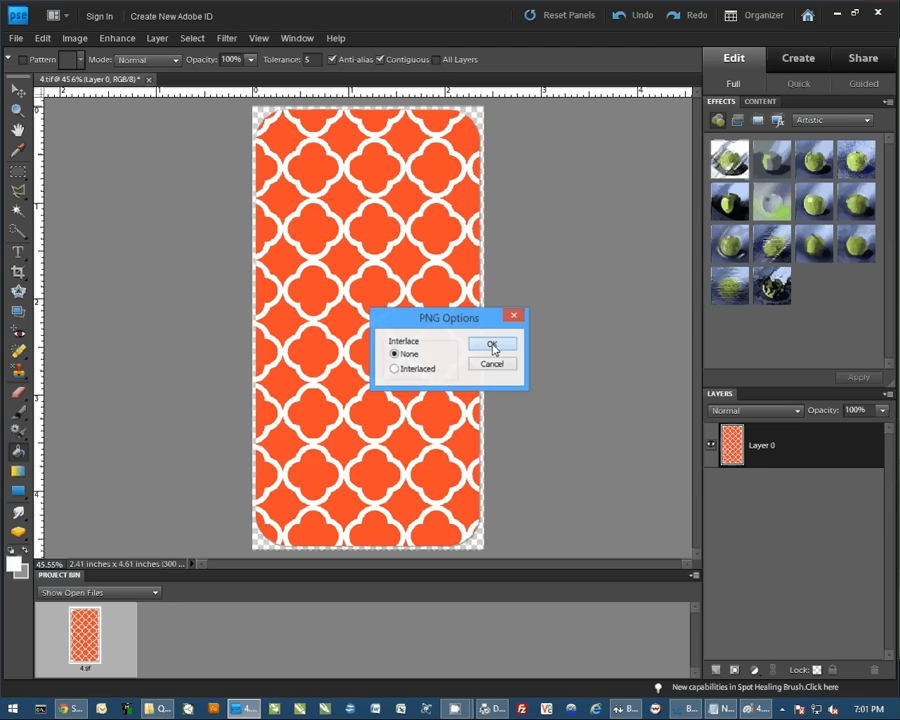 pse Sign In Create New Adobe ID Reset Panels Undo Redo Organizer
File Edit Image Enhance Layer Select Filter View Window Help
Pattern Mode: Normal Opacity: 100% Tolerance: 5 Anti-alias Contiguous All Layers
4.tif @ 45.6% (Layer 0, RGB/8) *
Edit Create Share
Full Quick Guided
EFFECTS CONTENT
Artistic
PNG Options
Interlace
None
Interlaced
OK
Cancel
Apply
LAYERS
Normal Opacity: 100%
Layer 0
45.55% 2.41 inches x 4.61 inches (300 ...
PROJECT BIN
Show Open Files
4.tif
Lock:
New capabilities in Spot Healing Brush.Click here
S... Q... 4... D... B... B... N... 4... 7:01 PM